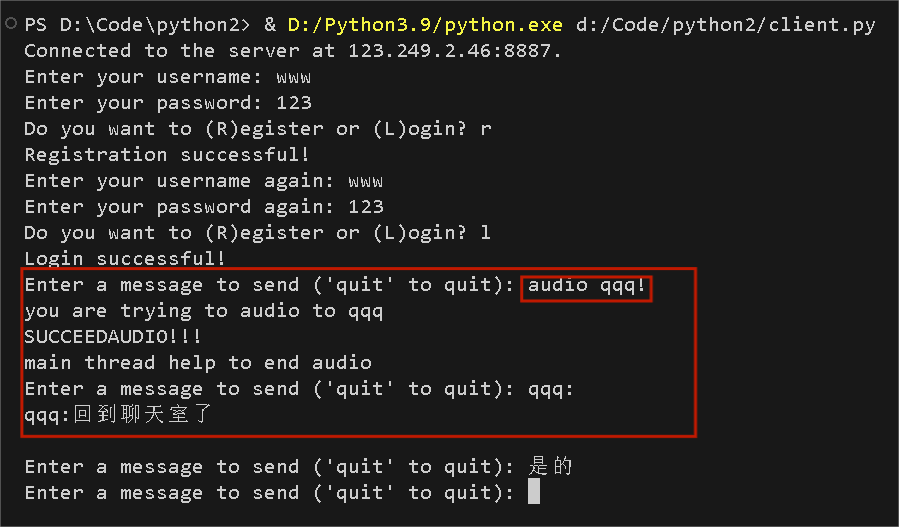 PS D:\Code\python2> & D:/Python3.9/python.exe d:/Code/python2/client.py
Connected to the server at 123.249.2.46:8887.
Enter your username: www
Enter your password: 123
Do you want to (R)egister or (L)ogin? r
Registration successful!
Enter your username again: www
Enter your password again: 123
Do you want to (R)egister or (L)ogin? l
Login successful!
Enter a message to send ('quit' to quit): audio qqq!
you are trying to audio to qqq
SUCCEEDAUDIO!!!
main thread help to end audio
Enter a message to send ('quit' to quit): qqq:
qqq:回到聊天室了
Enter a message to send ('quit' to quit): 是的
Enter a message to send ('quit' to quit):